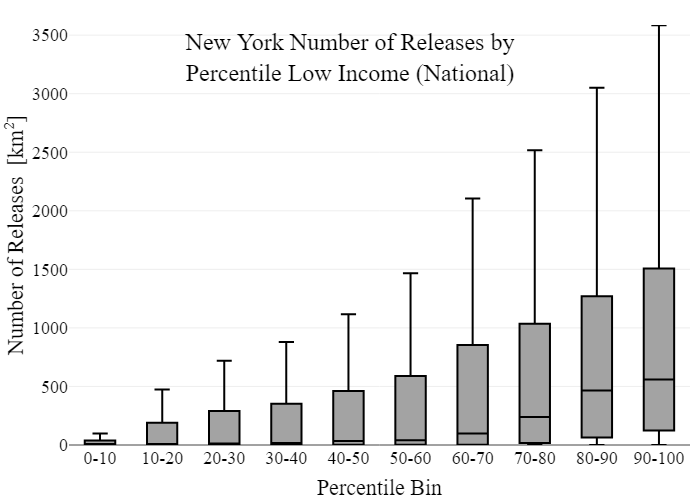 New York Number of Releases by
Percentile Low Income (National)
Number of Releases [km²]
3500
3000
2500
2000
1500
1000
500
0
0-10 10-20 20-30 30-40 40-50 50-60 60-70 70-80 80-90 90-100
Percentile Bin